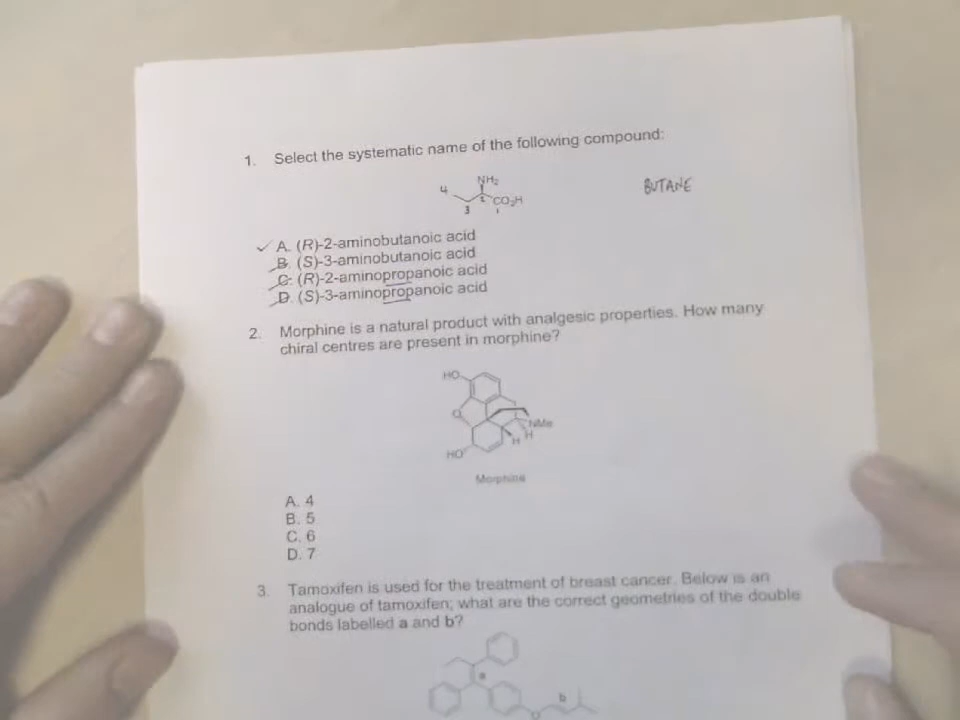 1. Select the systematic name of the following compound:
NH₂
4
2 CO₂H
3 1
BUTANE
✓ A. (R)-2-aminobutanoic acid
B. (S)-3-aminobutanoic acid
C. (R)-2-aminopropanoic acid
D. (S)-3-aminopropanoic acid
2. Morphine is a natural product with analgesic properties. How many
chiral centres are present in morphine?
HO
O
NMe
H
H
HO
Morphine
A. 4
B. 5
C. 6
D. 7
3. Tamoxifen is used for the treatment of breast cancer. Below is an
analogue of tamoxifen; what are the correct geometries of the double
bonds labelled a and b?
a
b
O